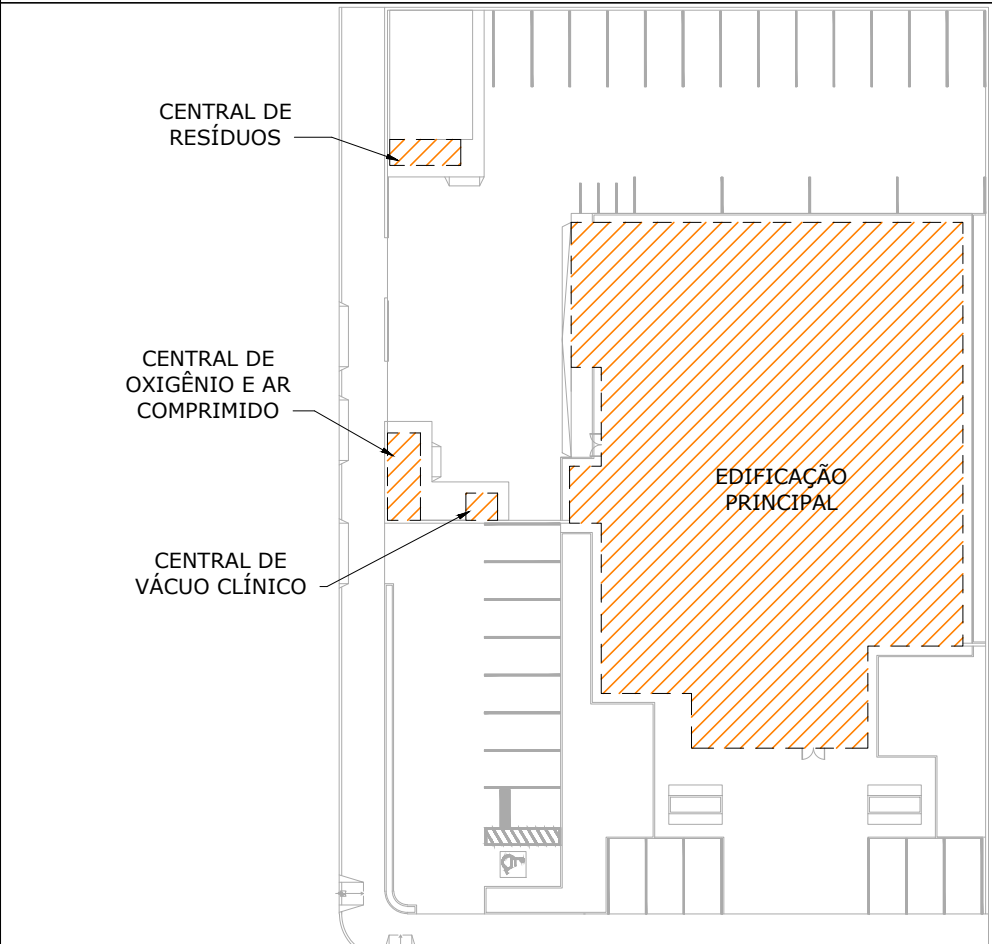 CENTRAL DE
RESÍDUOS
CENTRAL DE
OXIGÊNIO E AR
COMPRIMIDO
EDIFICAÇÃO
PRINCIPAL
CENTRAL DE
VÁCUO CLÍNICO